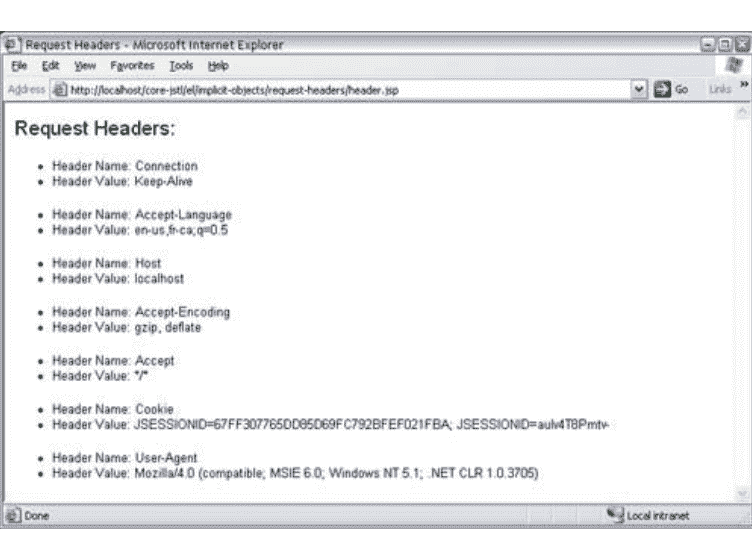 Request Headers - Microsoft Internet Explorer
File Edit View Favorites Tools Help
Address http://localhost/core-jstl/el/implicit-objects/request-headers/header.jsp Go Links »
Request Headers:
• Header Name: Connection
• Header Value: Keep-Alive
• Header Name: Accept-Language
• Header Value: en-us,fr-ca;q=0.5
• Header Name: Host
• Header Value: localhost
• Header Name: Accept-Encoding
• Header Value: gzip, deflate
• Header Name: Accept
• Header Value: */*
• Header Name: Cookie
• Header Value: JSESSIONID=67FF307765DD85D69FC792BFEF021FBA; JSESSIONID=aulv4T8Pmtv-
• Header Name: User-Agent
• Header Value: Mozilla/4.0 (compatible; MSIE 6.0; Windows NT 5.1; .NET CLR 1.0.3705)
Done Local intranet